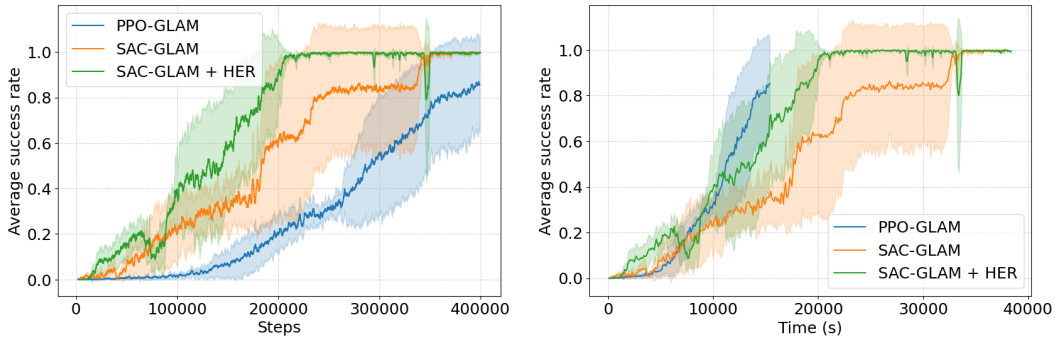 PPO-GLAM
SAC-GLAM
SAC-GLAM + HER
Average success rate
1.0
0.8
0.6
0.4
0.2
0.0
0
100000
200000
300000
400000
Steps
Average success rate
1.0
0.8
0.6
0.4
0.2
0.0
PPO-GLAM
SAC-GLAM
SAC-GLAM + HER
0
10000
20000
30000
40000
Time (s)